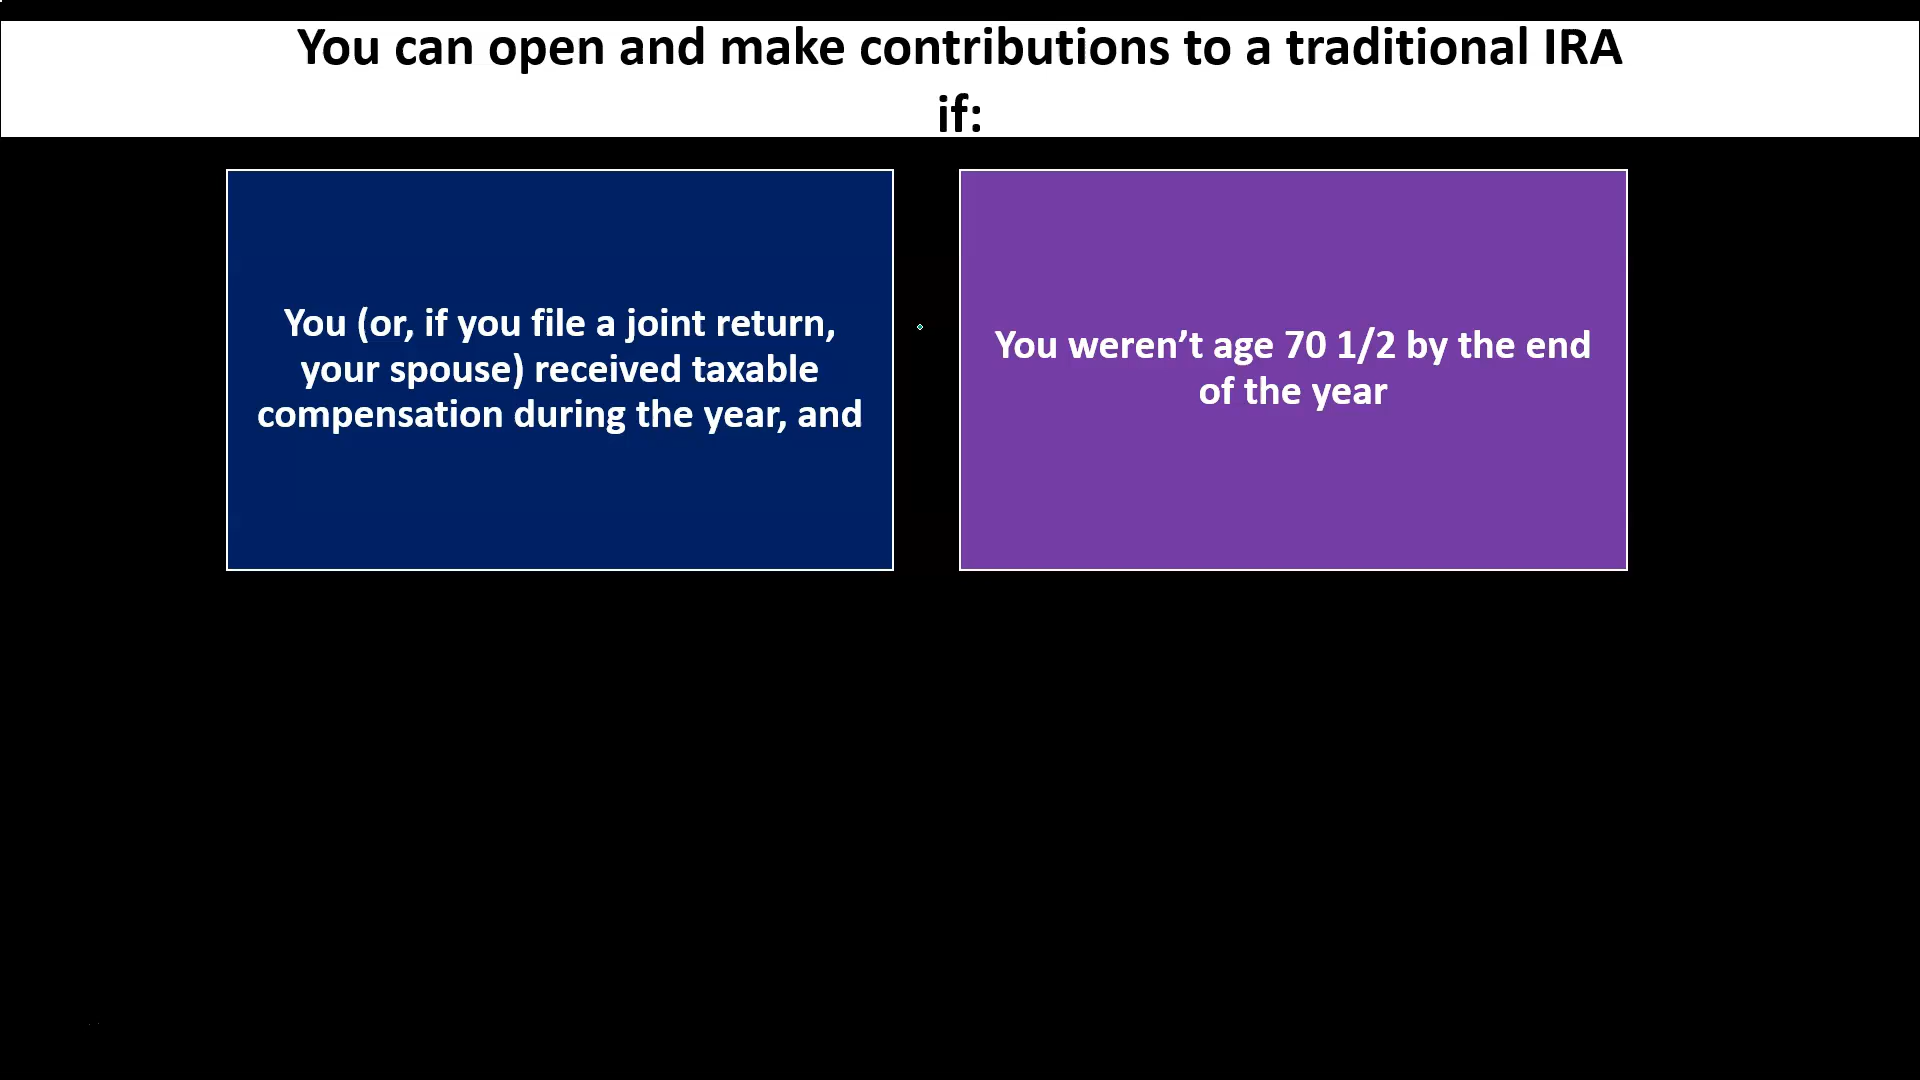 You can open and make contributions to a traditional IRA
if:
You (or, if you file a joint return,
your spouse) received taxable
compensation during the year, and
You weren’t age 70 1/2 by the end
of the year